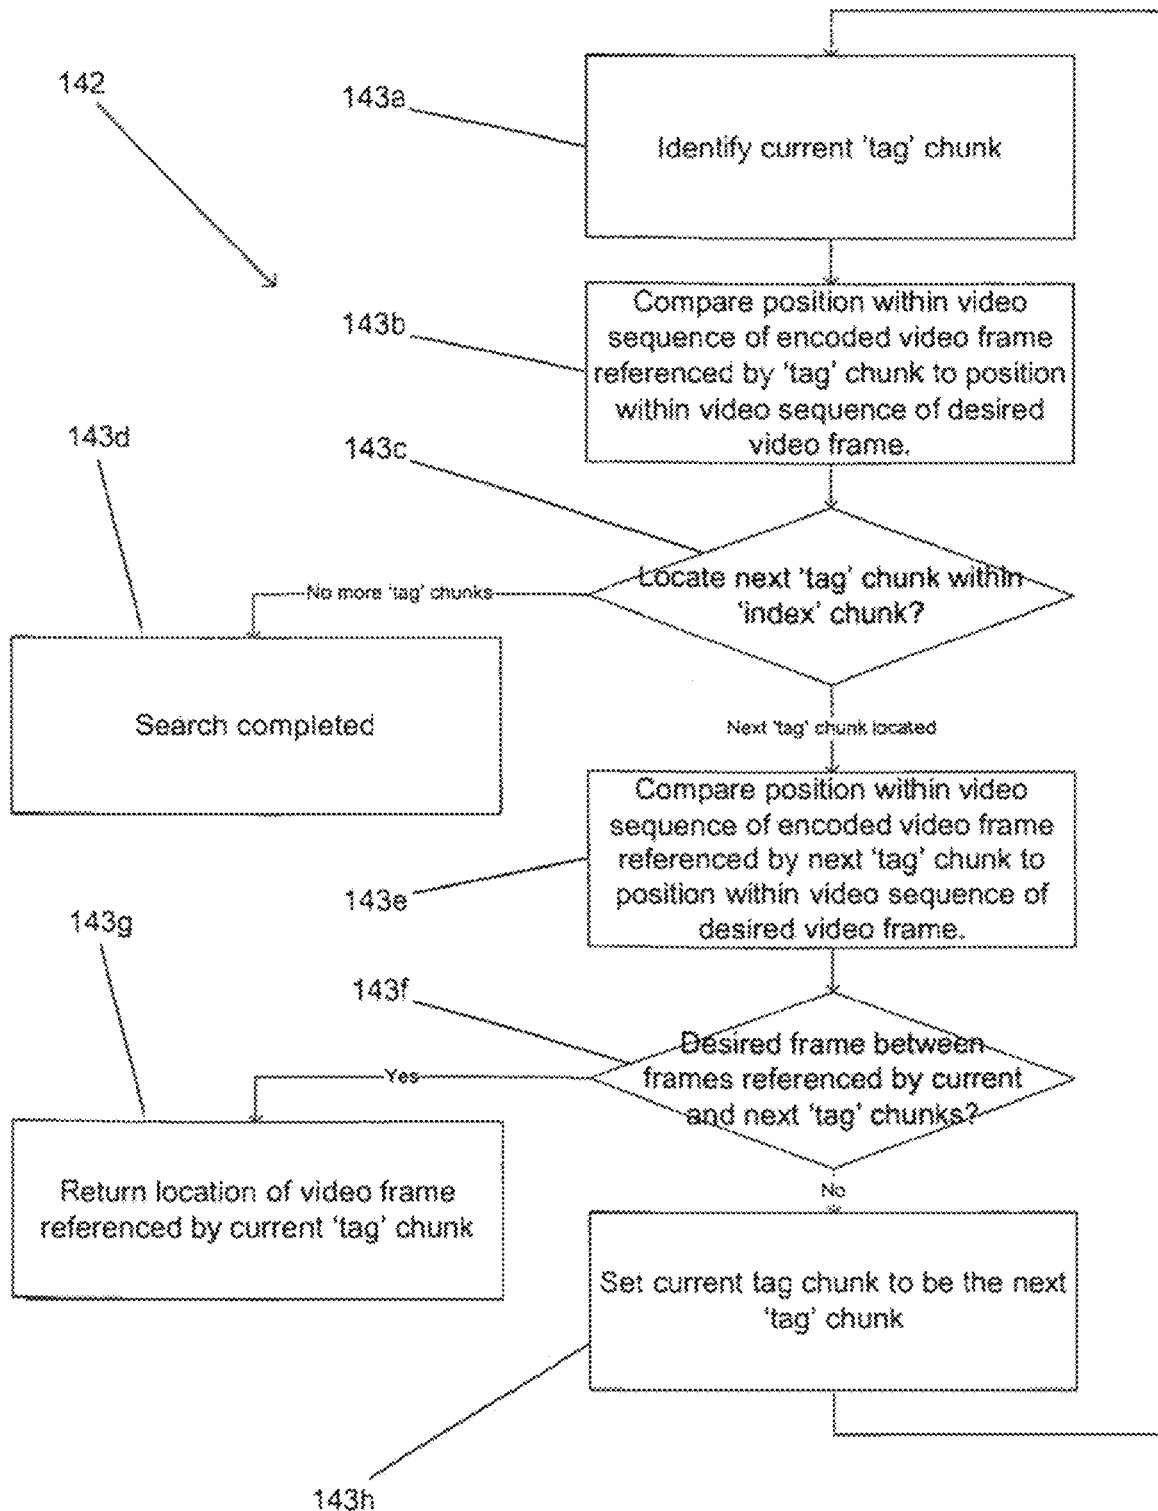 142
143a
Identify current 'tag' chunk
143b
Compare position within video
sequence of encoded video frame
referenced by 'tag' chunk to position
within video sequence of desired
video frame.
143d
143c
Locate next 'tag' chunk within
'index' chunk?
No more 'tag' chunks
Search completed
Next 'tag' chunk located
Compare position within video
sequence of encoded video frame
referenced by next 'tag' chunk to
position within video sequence of
desired video frame.
143e
143g
143f
Desired frame between
frames referenced by current
and next 'tag' chunks?
Yes
Return location of video frame
referenced by current 'tag' chunk
No
Set current tag chunk to be the next
'tag' chunk
143h